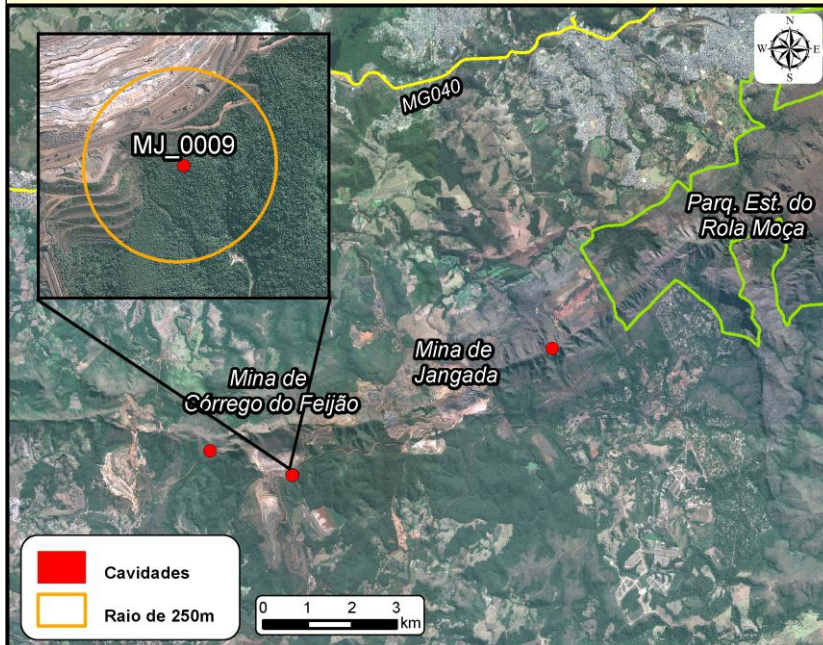 N
W
E
S
MG040
MJ_0009
Parq. Est. do
Rola Moça
Mina de
Jangada
Mina de
Córrego do Feijão
Cavidades
Raio de 250m
0 1 2 3
km